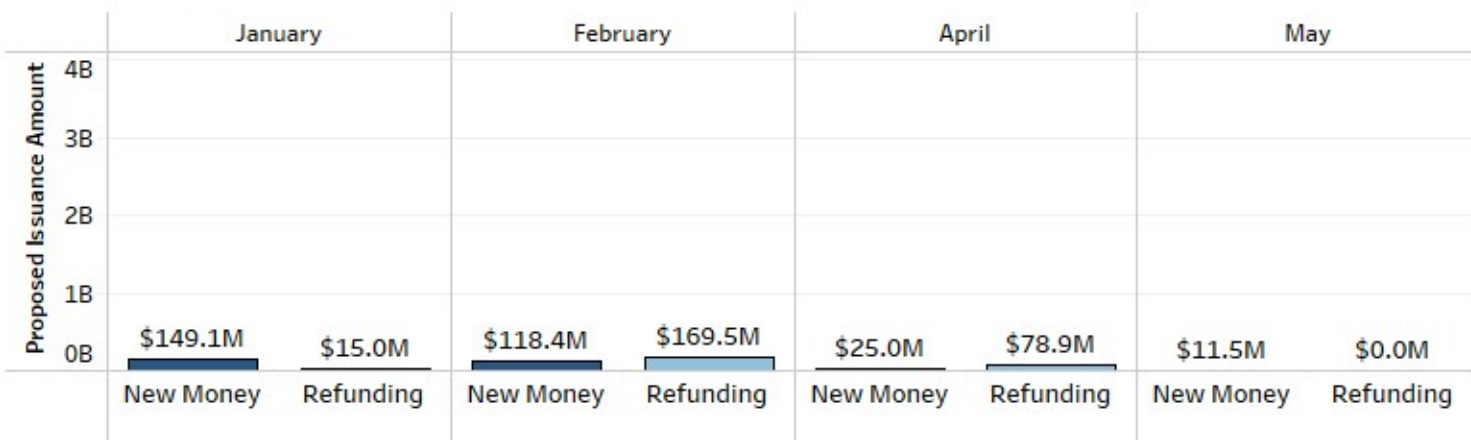 January February April May
Proposed Issuance Amount
4B
3B
2B
1B
0B
$149.1M $15.0M $118.4M $169.5M $25.0M $78.9M $11.5M $0.0M
New Money Refunding New Money Refunding New Money Refunding New Money Refunding